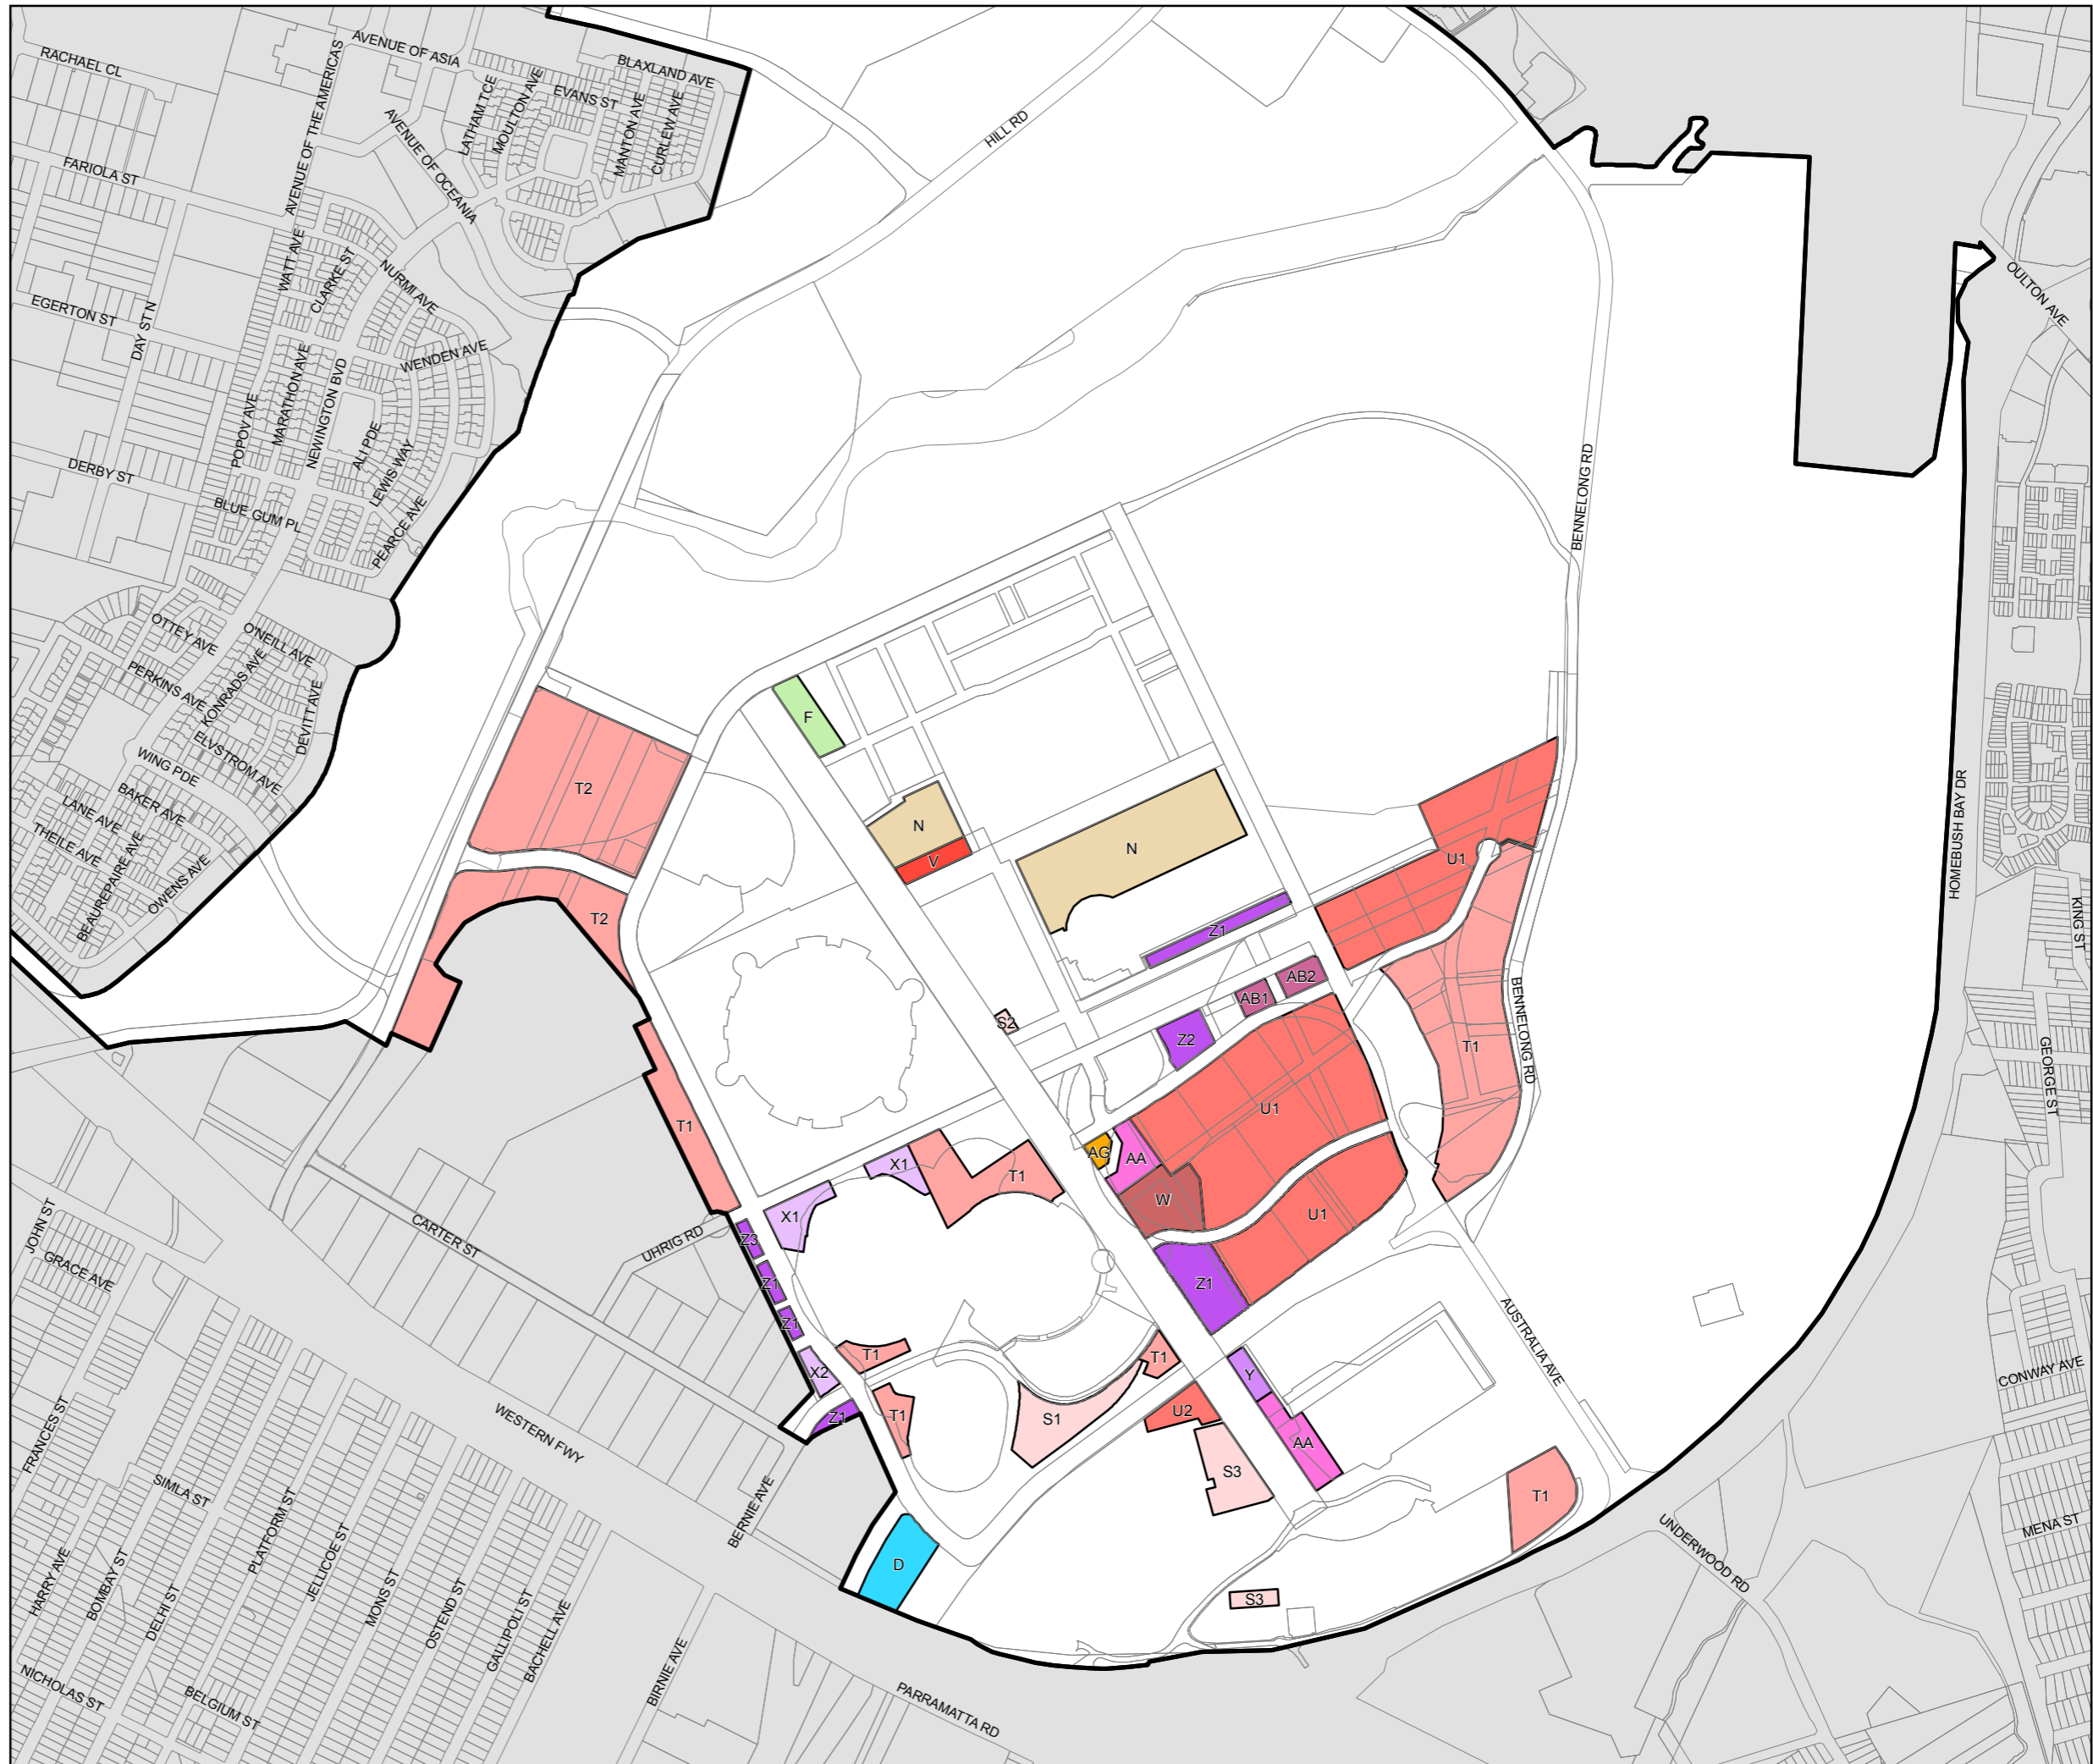 AVENUE OF ASIA
BLAXLAND AVE
RACHAEL CL
AVENUE OF THE AMERICAS
LATHAM TCE
MOULTON AVE
EVANS ST
MANTON AVE
CURLEW AVE
HILL RD
AVENUE OF OCEANIA
FARIOLA ST
WATT AVE
CLARKE ST
NURMI AVE
OULTON AVE
EGERTON ST
DAY ST N
WENDEN AVE
MARATHON AVE
NEWINGTON BVD
POPOV AVE
ALI PDE
LEWIS WAY
DERBY ST
BLUE GUM PL
PEARCE AVE
BENNELONG RD
OTTEY AVE
O'NEILL AVE
PERKINS AVE
KONRADS AVE
DEVITT AVE
ELVSTROM AVE
WING PDE
BAKER AVE
LANE AVE
THEILE AVE
BEAUREPAIRE AVE
OWENS AVE
HOMEBUSH BAY DR
KING ST
F
T2
N
V
N
U1
T2
Z1
AB2
AB1
S2
Z2
BENNELONG RD
T1
GEORGE ST
U1
T1
AG
AA
X1
T1
W
X1
U1
JOHN ST
GRACE AVE
CARTER ST
UHRIG RD
Z3
Z1
Z1
Z1
AUSTRALIA AVE
T1
T1
X2
Y
CONWAY AVE
FRANCES ST
WESTERN FWY
Z1
T1
S1
U2
AA
S3
T1
SIMLA ST
PLATFORM ST
BERNIE AVE
MENA ST
UNDERWOOD RD
HARRY AVE
BOMBAY ST
DELHI ST
JELLICOE ST
MONS ST
OSTEND ST
GALLIPOLI ST
BACHELL AVE
D
S3
NICHOLAS ST
BELGIUM ST
BIRNIE AVE
PARRAMATTA RD